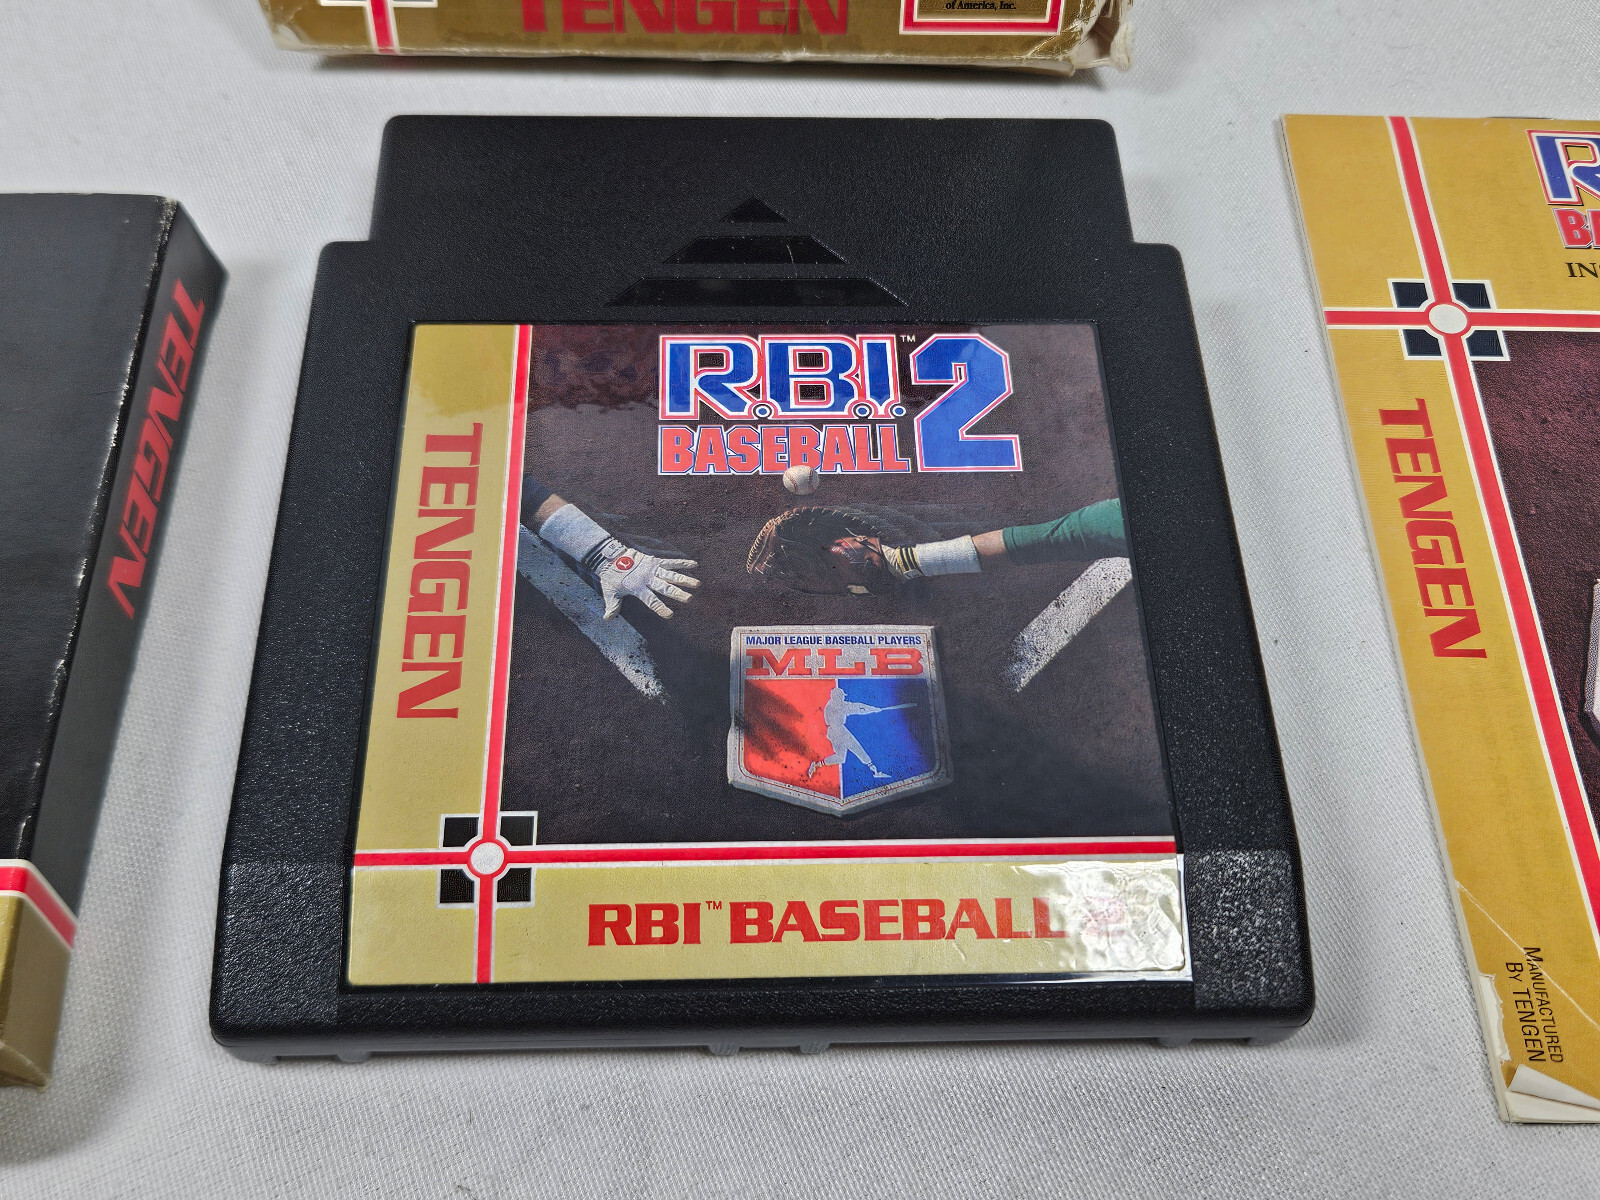 TENGEN
of America, Inc.
TENGEN
R.B.I.™ 2
BASEBALL
TENGEN
L
MAJOR LEAGUE BASEBALL PLAYERS
MLB
RBI™ BASEBALL 2
TENGEN
MANUFACTURED
BY TENGEN